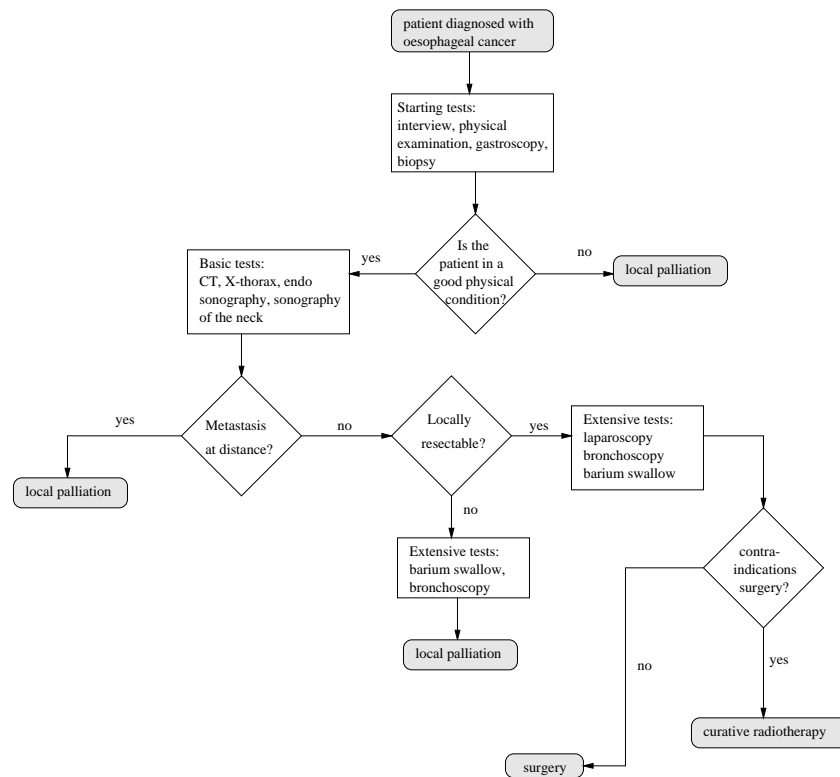 patient diagnosed with
oesophageal cancer
Starting tests:
interview, physical
examination, gastroscopy,
biopsy
Is the
patient in a
good physical
condition?
yes
no
local palliation
Basic tests:
CT, X-thorax, endo
sonography, sonography
of the neck
Metastasis
at distance?
yes
no
local palliation
Locally
resectable?
yes
no
Extensive tests:
laparoscopy
bronchoscopy
barium swallow
Extensive tests:
barium swallow,
bronchoscopy
local palliation
contra-
indications
surgery?
no
yes
curative radiotherapy
surgery